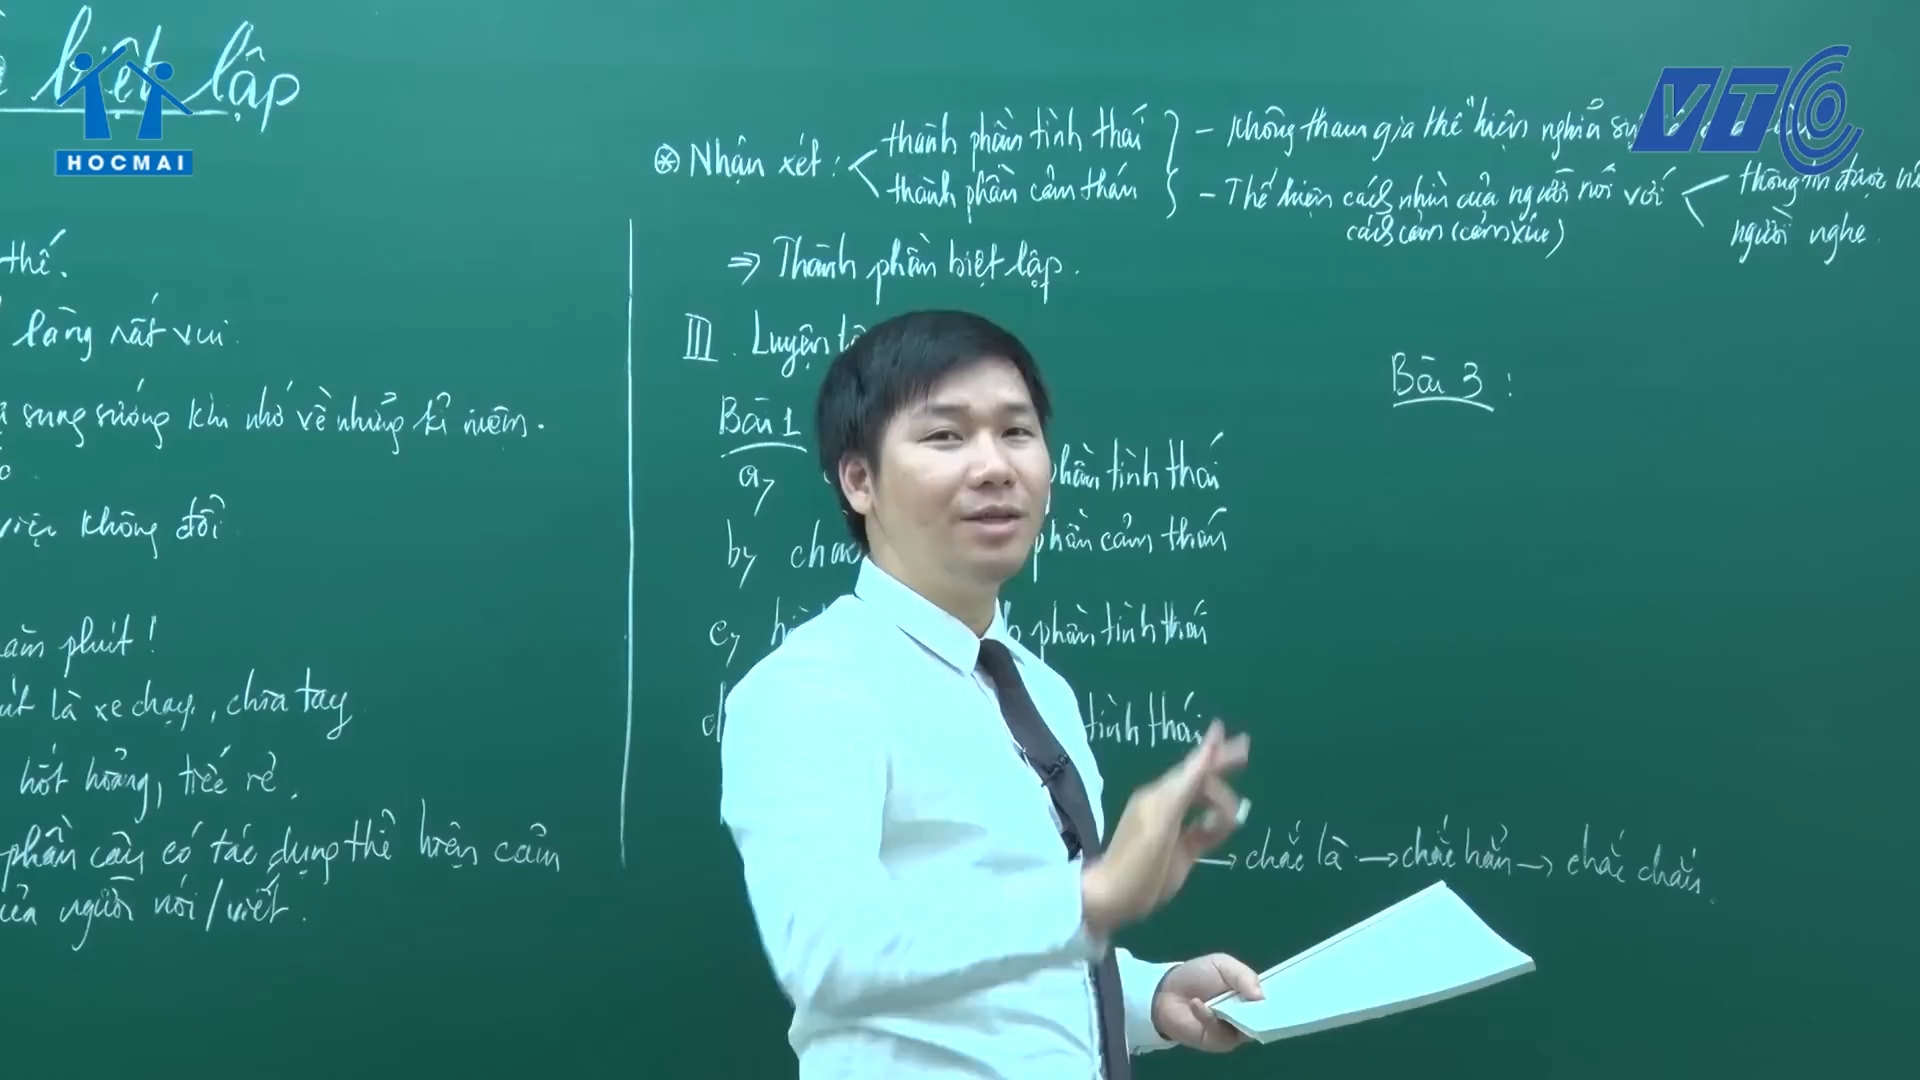 biệt lập
HOCMAI
VTC
thế.
làng rất vui.
sung sướng khi nhớ về những kỉ niệm.
việc không đổi
năm phút!
là xe chạy, chia tay
hốt hoảng, tiếc rẻ.
phần câu có tác dụng thể hiện cảm
của người nói/viết.
⊛ Nhận xét: thành phần tình thái
thành phần cảm thán
- Không tham gia thể hiện nghĩa sự
- Thể hiện cách nhìn của người nói với
cách cảm (cảm xúc)
thông tin được
người nghe.
⇒ Thành phần biệt lập.
III. Luyện
Bài 1
a, phần tình thái
b, phần cảm thán
c, phần tình thái
tình thái
→ chắc là → chắc hẳn → chắc chắn.
Bài 3: